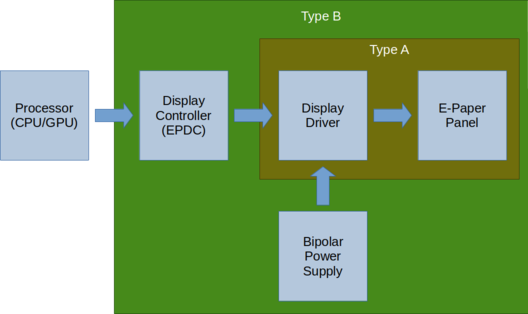 Type B
Type A
Processor
(CPU/GPU)
Display
Controller
(EPDC)
Display
Driver
E-Paper
Panel
Bipolar
Power
Supply